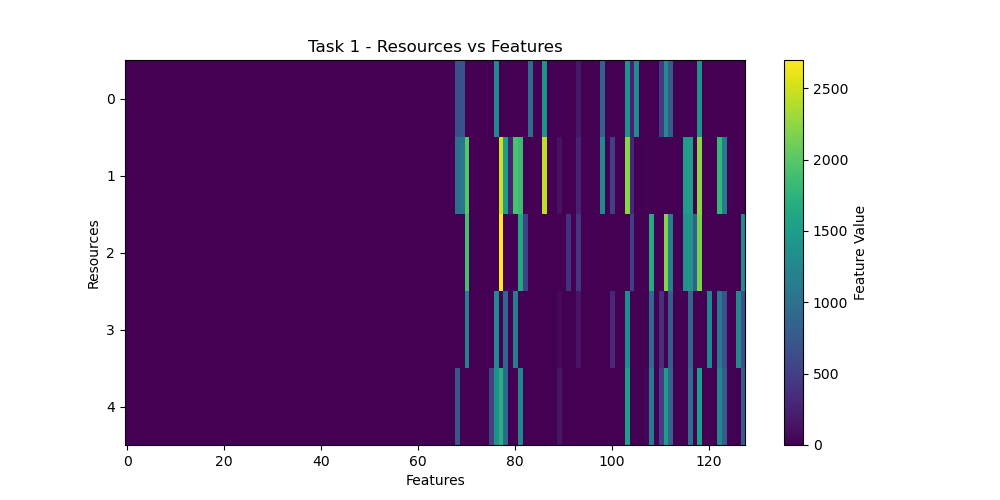 Task 1 - Resources vs Features
Resources
0
1
2
3
4
0 20 40 60 80 100 120
Features
2500
2000
1500
1000
500
0
Feature Value